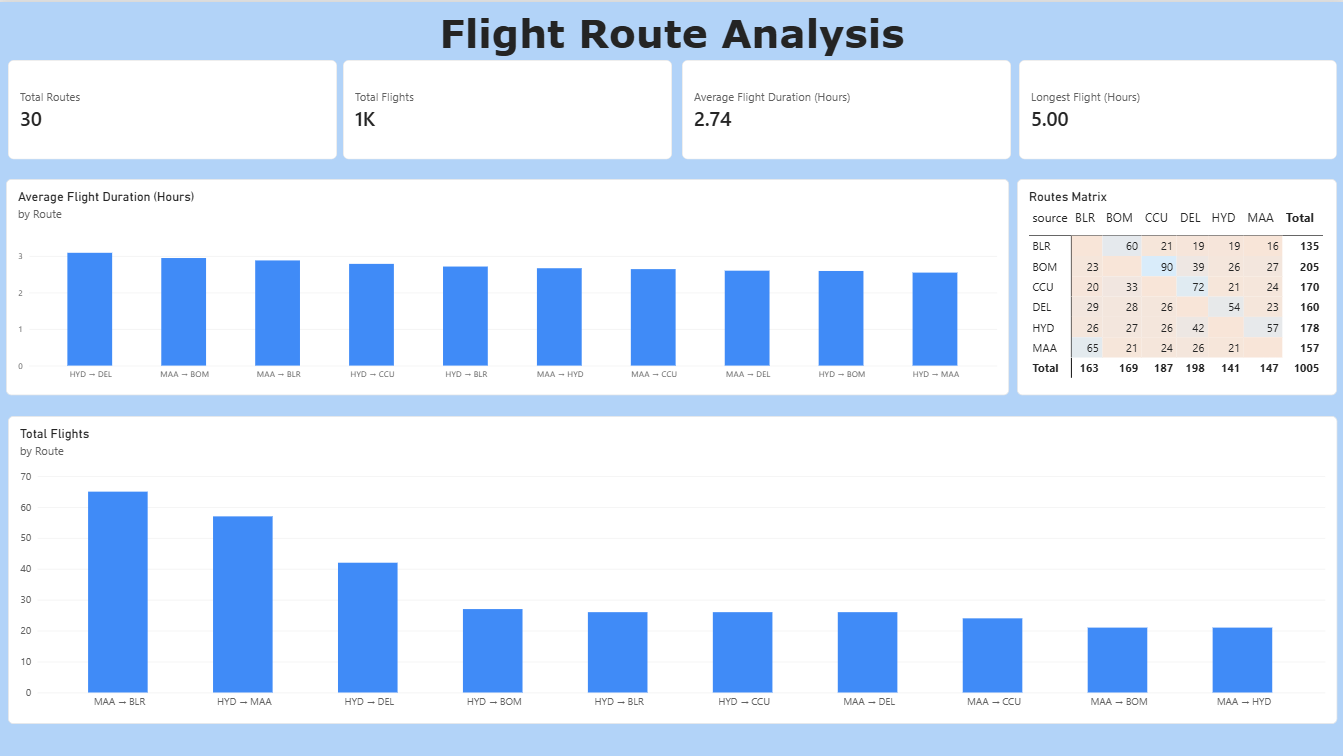 Flight Route Analysis
Total Routes
30
Total Flights
1K
Average Flight Duration (Hours)
2.74
Longest Flight (Hours)
5.00
Average Flight Duration (Hours)
by Route
3
2
1
0
HYD → DEL MAA → BOM MAA → BLR HYD → CCU HYD → BLR MAA → HYD MAA → CCU MAA → DEL HYD → BOM HYD → MAA
Routes Matrix
source BLR BOM CCU DEL HYD MAA Total
BLR 60 21 19 19 16 135
BOM 23 90 39 26 27 205
CCU 20 33 72 21 24 170
DEL 29 28 26 54 23 160
HYD 26 27 26 42 57 178
MAA 65 21 24 26 21 157
Total 163 169 187 198 141 147 1005
Total Flights
by Route
70
60
50
40
30
20
10
0
MAA → BLR HYD → MAA HYD → DEL HYD → BOM HYD → BLR HYD → CCU MAA → DEL MAA → CCU MAA → BOM MAA → HYD